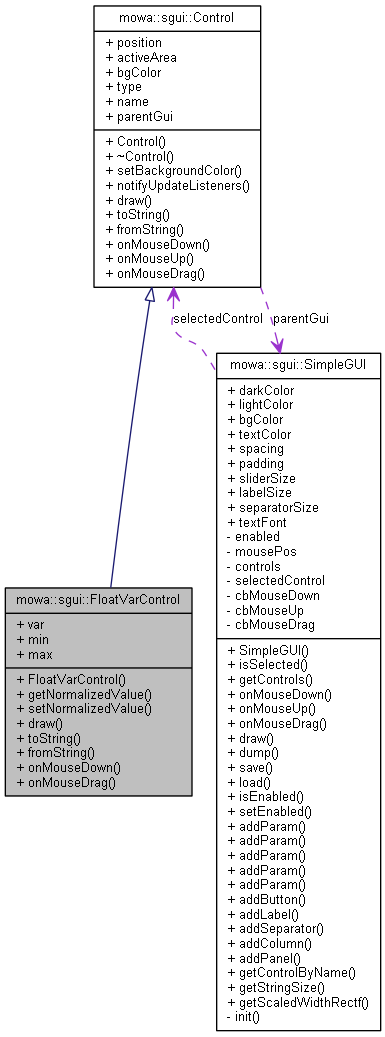 mowa::sgui::Control
+ position
+ activeArea
+ bgColor
+ type
+ name
+ parentGui
+ Control()
+ ~Control()
+ setBackgroundColor()
+ notifyUpdateListeners()
+ draw()
+ toString()
+ fromString()
+ onMouseDown()
+ onMouseUp()
+ onMouseDrag()
selectedControl
parentGui
mowa::sgui::SimpleGUI
+ darkColor
+ lightColor
+ bgColor
+ textColor
+ spacing
+ padding
+ sliderSize
+ labelSize
+ separatorSize
+ textFont
- enabled
- mousePos
- controls
- selectedControl
- cbMouseDown
- cbMouseUp
- cbMouseDrag
+ SimpleGUI()
+ isSelected()
+ getControls()
+ onMouseDown()
+ onMouseUp()
+ onMouseDrag()
+ draw()
+ dump()
+ save()
+ load()
+ isEnabled()
+ setEnabled()
+ addParam()
+ addParam()
+ addParam()
+ addParam()
+ addParam()
+ addButton()
+ addLabel()
+ addSeparator()
+ addColumn()
+ addPanel()
+ getControlByName()
+ getStringSize()
+ getScaledWidthRectf()
- init()
mowa::sgui::FloatVarControl
+ var
+ min
+ max
+ FloatVarControl()
+ getNormalizedValue()
+ setNormalizedValue()
+ draw()
+ toString()
+ fromString()
+ onMouseDown()
+ onMouseDrag()